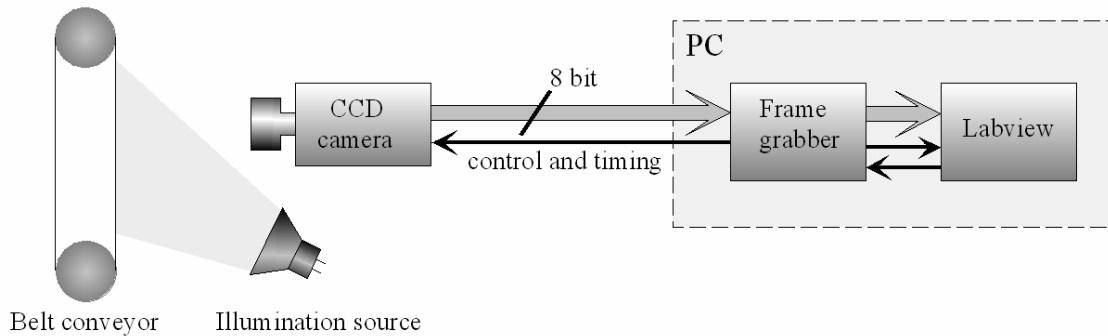 PC
8 bit
CCD
camera
Frame
grabber
Labview
control and timing
Belt conveyor
Illumination source